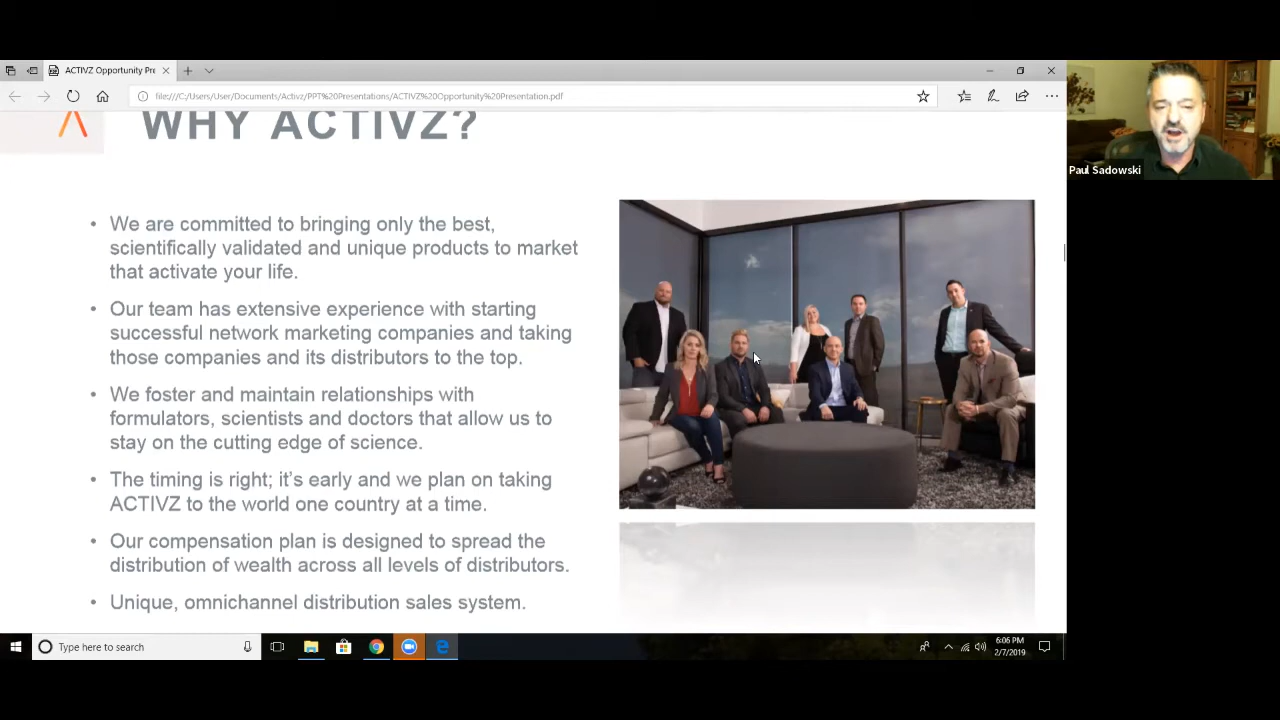 ACTIVZ Opportunity Pre
file:///C:/Users/User/Documents/Activz/PPT%20Presentations/ACTIVZ%20Opportunity%20Presentation.pdf
WHY ACTIVZ?
Paul Sadowski
• We are committed to bringing only the best,
scientifically validated and unique products to market
that activate your life.
• Our team has extensive experience with starting
successful network marketing companies and taking
those companies and its distributors to the top.
• We foster and maintain relationships with
formulators, scientists and doctors that allow us to
stay on the cutting edge of science.
• The timing is right; it's early and we plan on taking
ACTIVZ to the world one country at a time.
• Our compensation plan is designed to spread the
distribution of wealth across all levels of distributors.
• Unique, omnichannel distribution sales system.
Type here to search
6:06 PM
2/7/2019